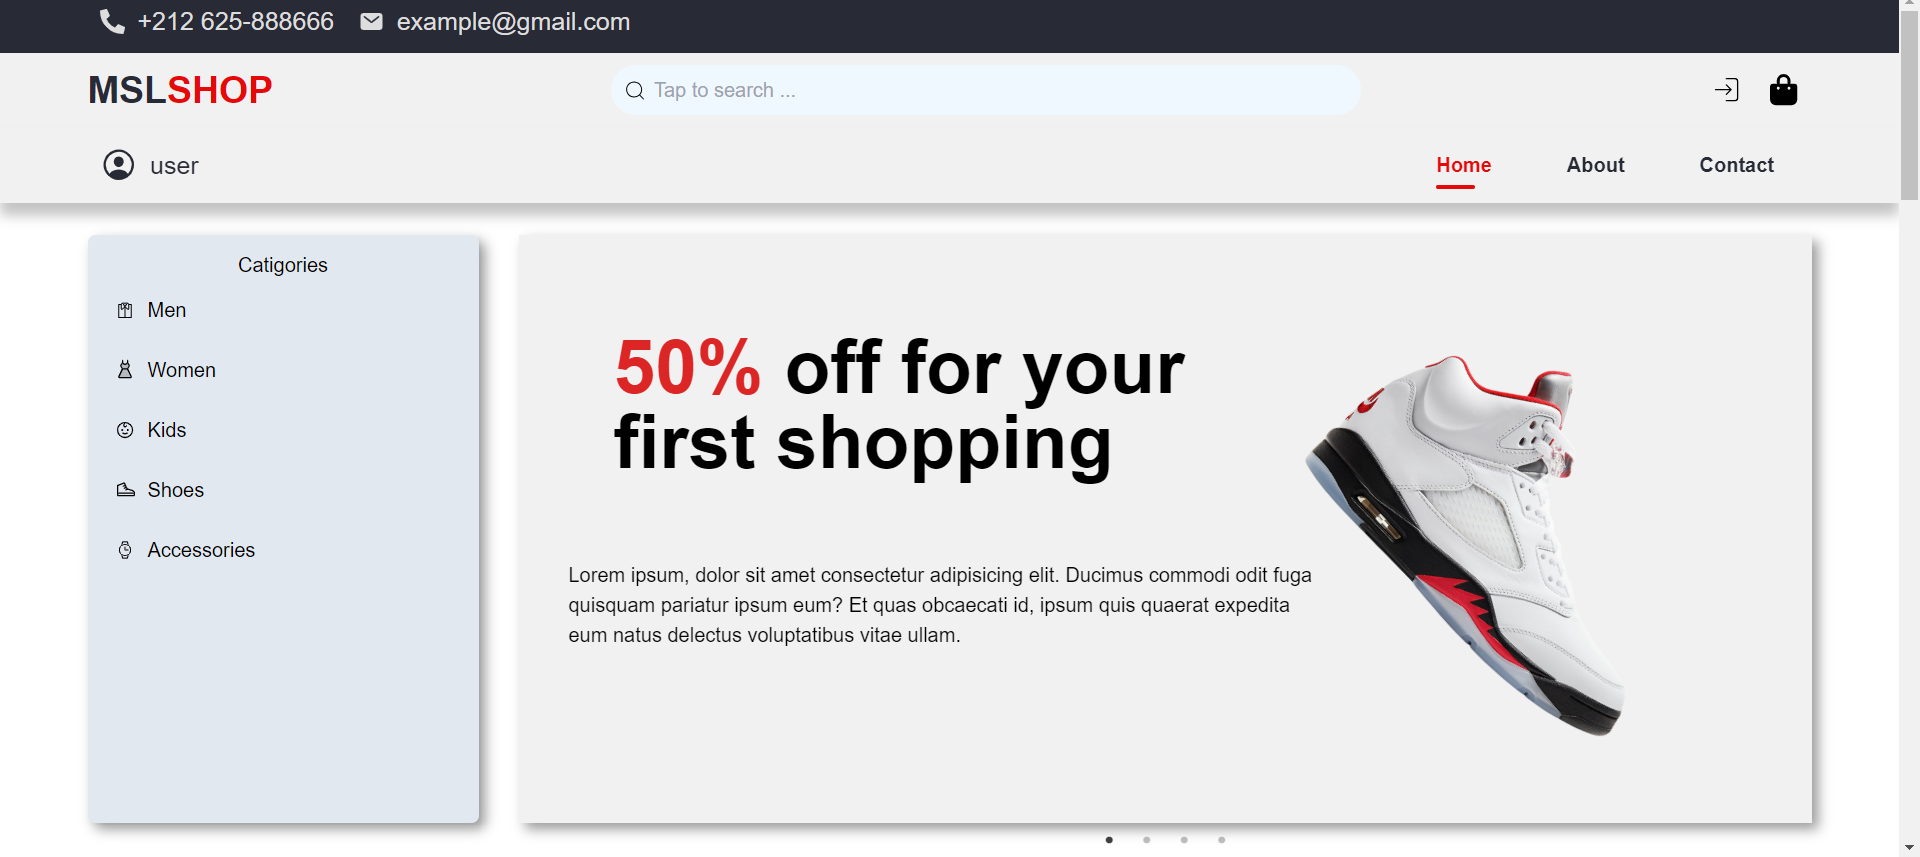 +212 625-888666 example@gmail.com
MSLSHOP
Tap to search ...
user
Home About Contact
Catigories
Men
Women
Kids
Shoes
Accessories
50% off for your
first shopping
Lorem ipsum, dolor sit amet consectetur adipisicing elit. Ducimus commodi odit fuga
quisquam pariatur ipsum eum? Et quas obcaecati id, ipsum quis quaerat expedita
eum natus delectus voluptatibus vitae ullam.